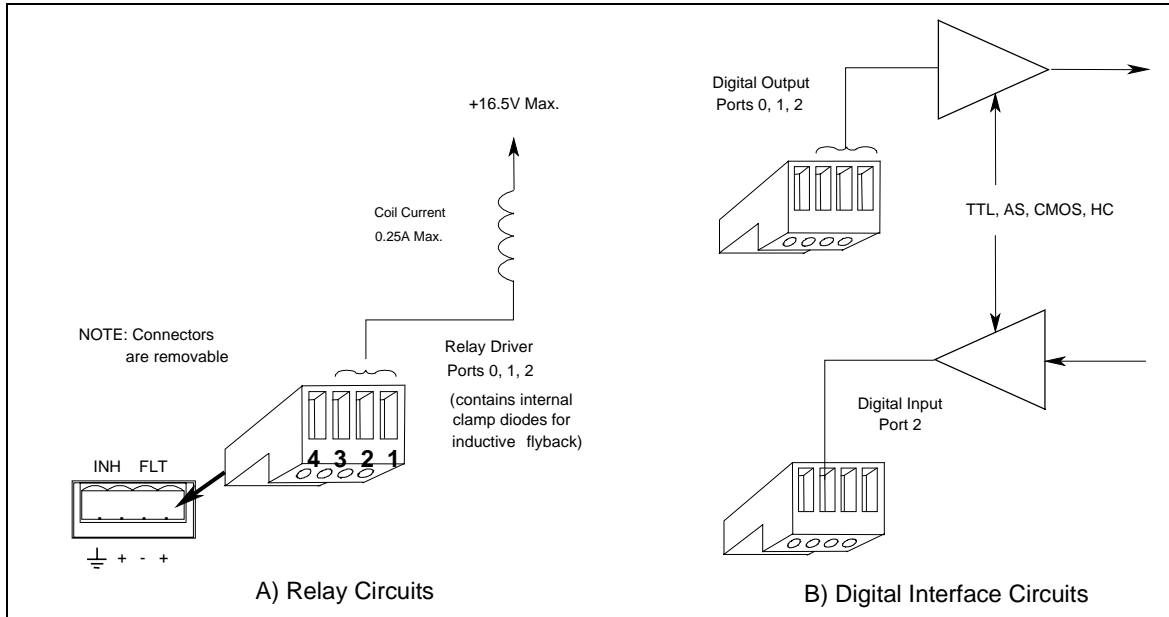 +16.5V Max.
Coil Current
0.25A Max.
NOTE: Connectors
are removable
Relay Driver
Ports 0, 1, 2
(contains internal
clamp diodes for
inductive flyback)
4 3 2 1
INH FLT
+ - +
A) Relay Circuits
Digital Output
Ports 0, 1, 2
TTL, AS, CMOS, HC
Digital Input
Port 2
B) Digital Interface Circuits